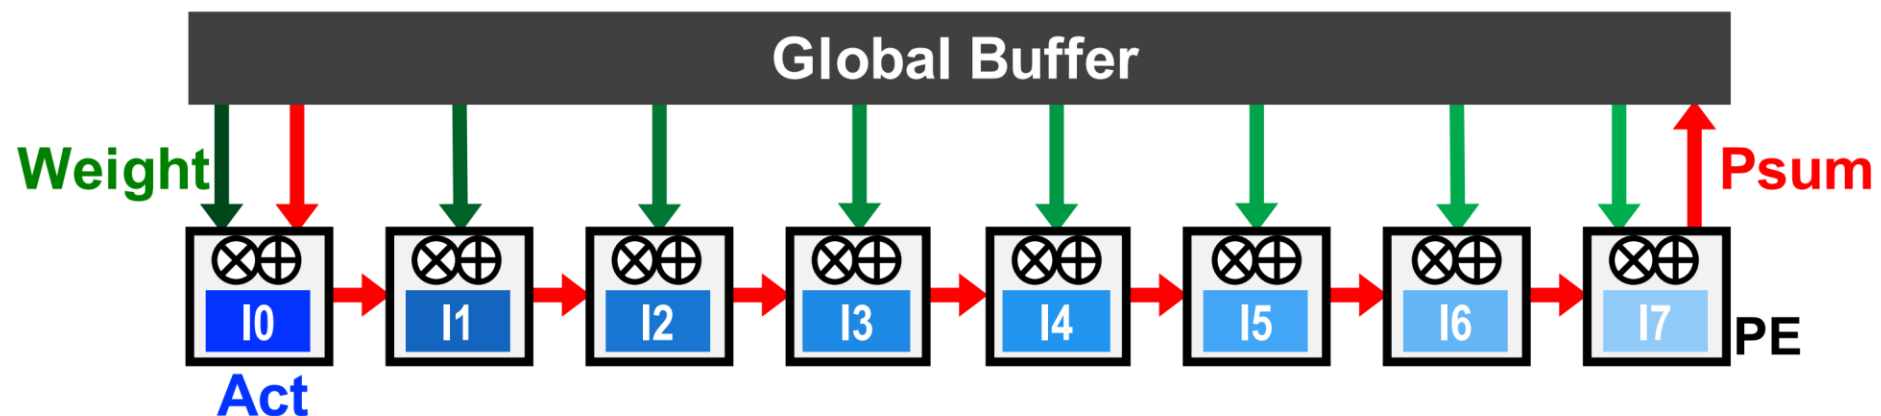 Global Buffer
Weight
Psum
I0
I1
I2
I3
I4
I5
I6
I7
PE
Act